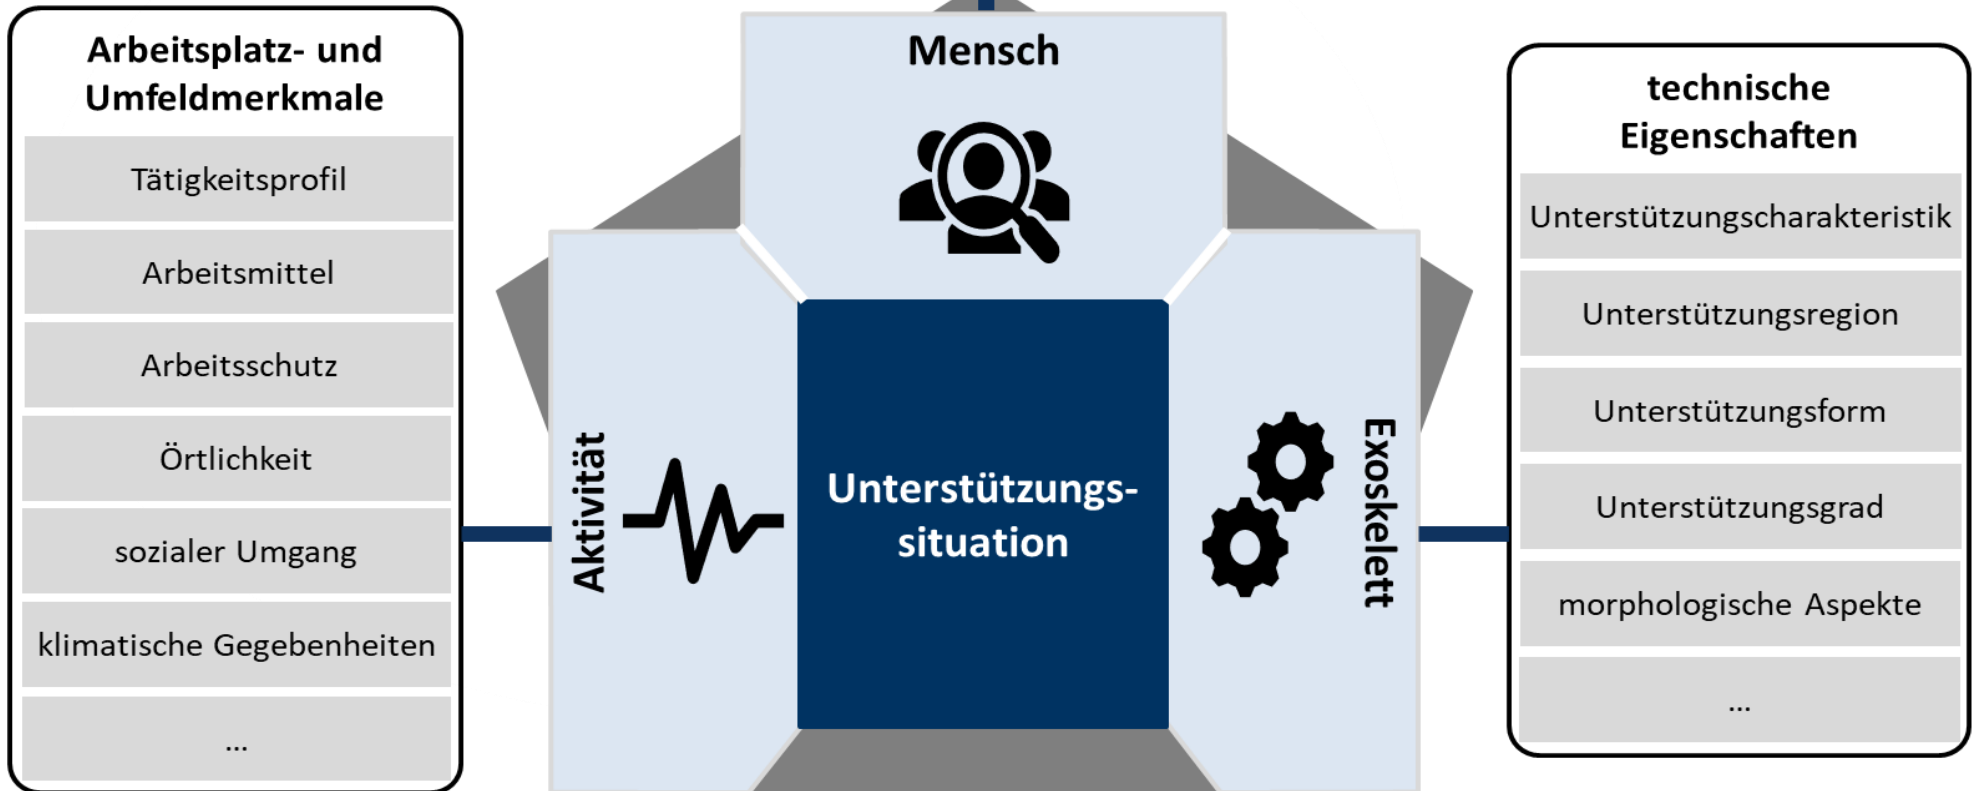 Arbeitsplatz- und
Umfeldmerkmale
Tätigkeitsprofil
Arbeitsmittel
Arbeitsschutz
Örtlichkeit
sozialer Umgang
klimatische Gegebenheiten
...
Mensch
Aktivität
Unterstützungs-
situation
Exoskelett
technische
Eigenschaften
Unterstützungscharakteristik
Unterstützungsregion
Unterstützungsform
Unterstützungsgrad
morphologische Aspekte
...